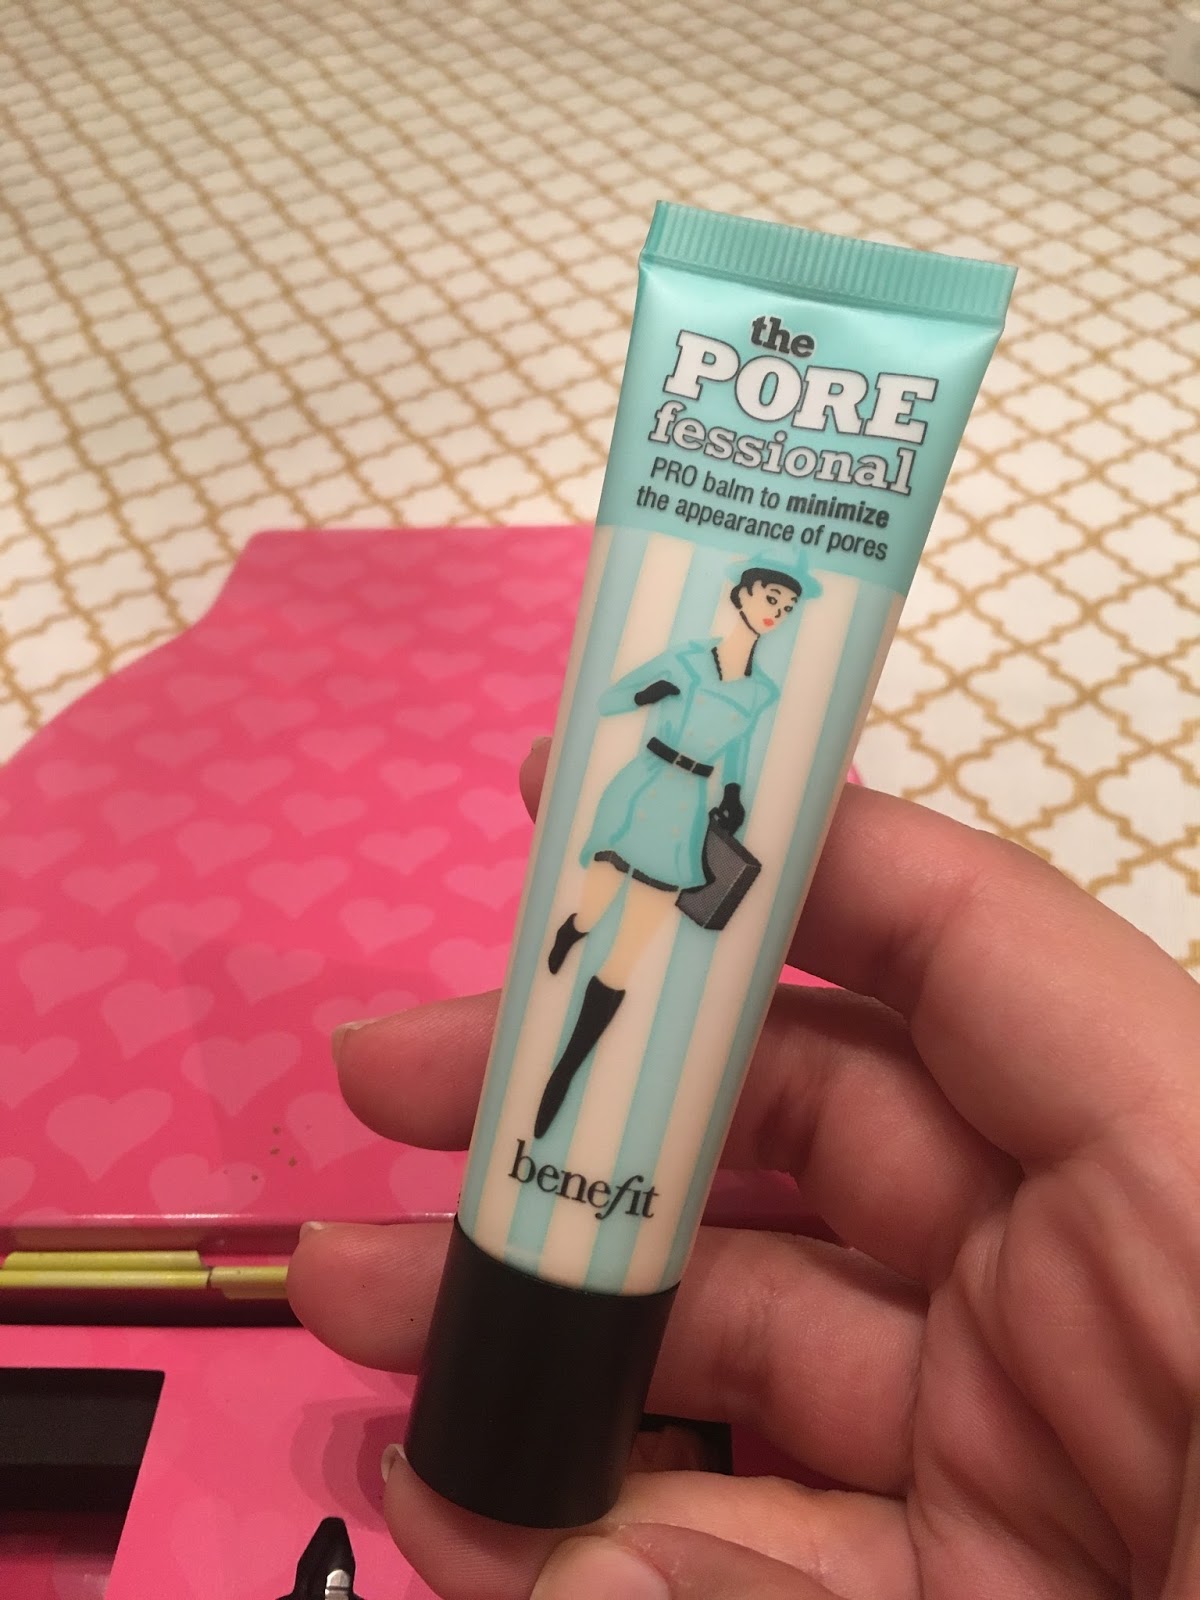 the
PORE
fessional
PRO balm to minimize
the appearance of pores
benefit